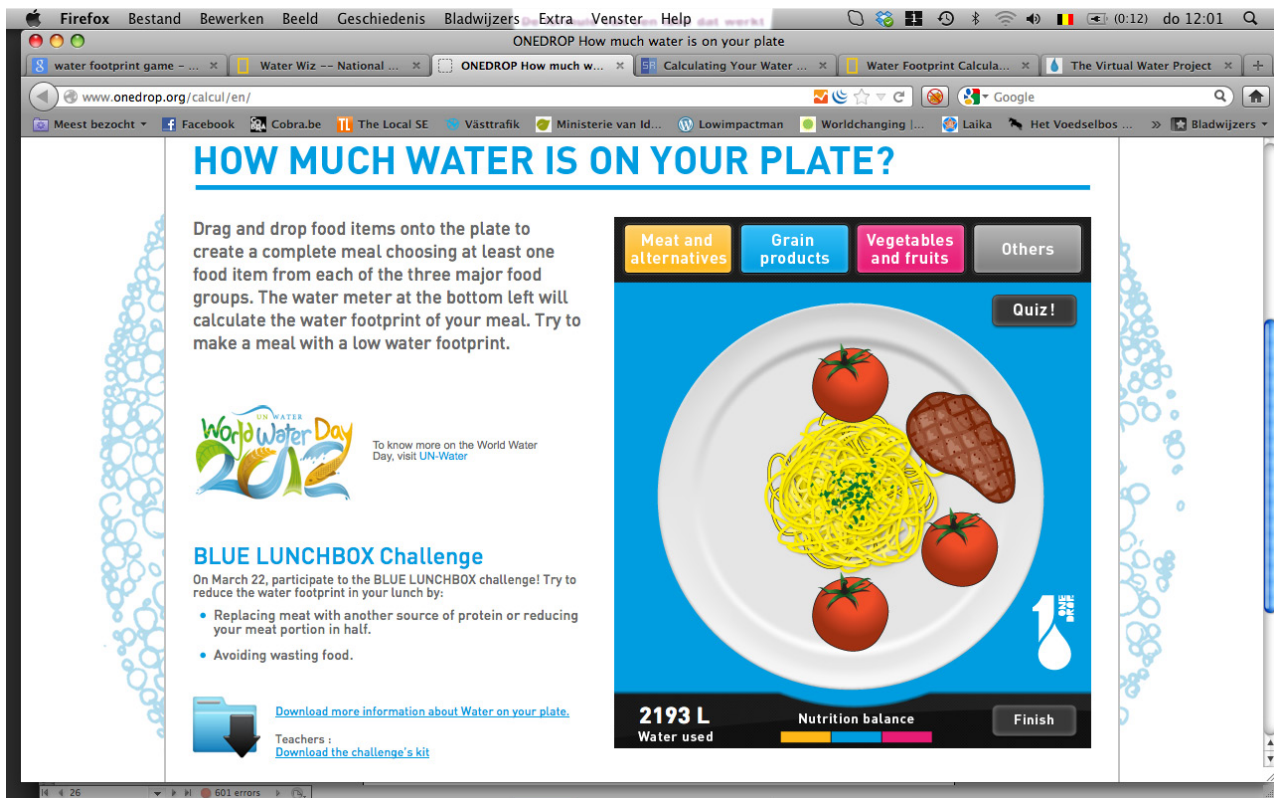 Firefox Bestand Bewerken Beeld Geschiedenis Bladwijzers Extra Venster Help
(0:12) do 12:01
ONEDROP How much water is on your plate
water footprint game – ...
Water Wiz -- National ...
ONEDROP How much w...
Calculating Your Water ...
Water Footprint Calcula...
The Virtual Water Project
www.onedrop.org/calcul/en/
Google
Meest bezocht
Facebook
Cobra.be
The Local SE
Västtrafik
Ministerie van Id...
Lowimpactman
Worldchanging |...
Laika
Het Voedselbos ...
Bladwijzers
HOW MUCH WATER IS ON YOUR PLATE?
Drag and drop food items onto the plate to
create a complete meal choosing at least one
food item from each of the three major food
groups. The water meter at the bottom left will
calculate the water footprint of your meal. Try to
make a meal with a low water footprint.
UN WATER
World Water Day
2012
To know more on the World Water
Day, visit UN-Water
BLUE LUNCHBOX Challenge
On March 22, participate to the BLUE LUNCHBOX challenge! Try to
reduce the water footprint in your lunch by:
• Replacing meat with another source of protein or reducing
your meat portion in half.
• Avoiding wasting food.
Download more information about Water on your plate.
Teachers :
Download the challenge's kit
Meat and
alternatives
Grain
products
Vegetables
and fruits
Others
Quiz!
ONE
DROP
2193 L
Water used
Nutrition balance
Finish
26
601 errors